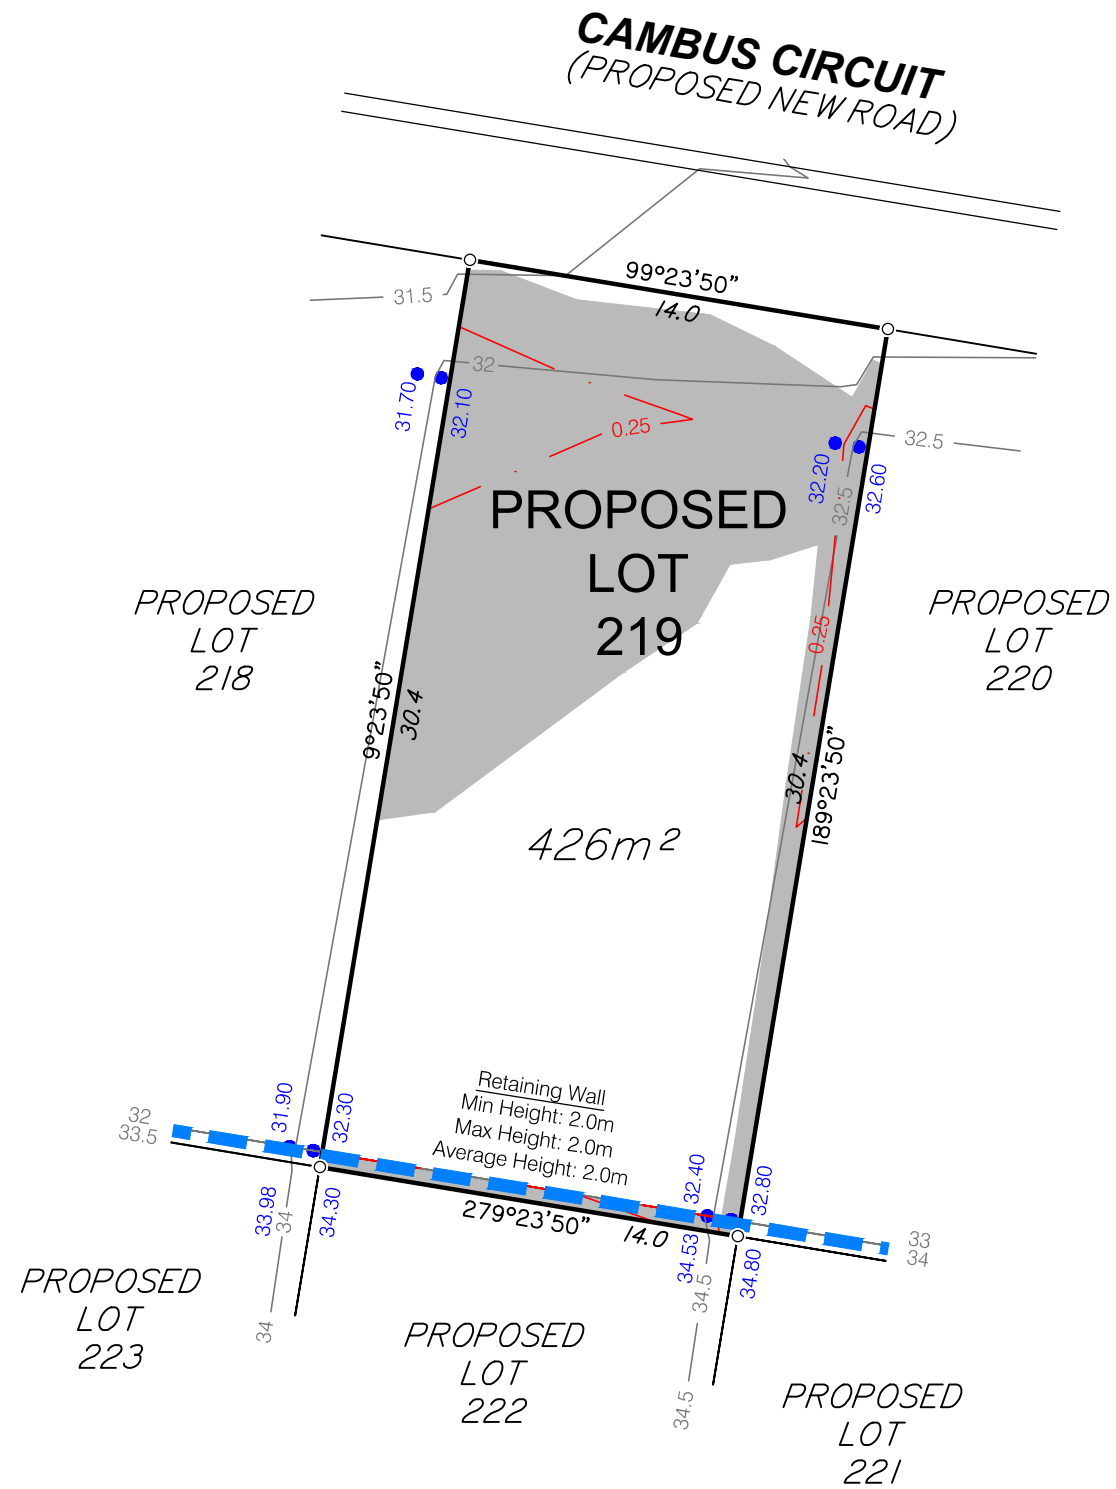 CAMBUS CIRCUIT
(PROPOSED NEW ROAD)
99°23'50"
14.0
31.5
32
31.70
32.10
0.25
32.5
32.20
32.60
32.5
PROPOSED
LOT
219
PROPOSED
LOT
218
PROPOSED
LOT
220
0.25
9°23'50"
30.4
30.4
189°23'50"
426m²
Retaining Wall
Min Height: 2.0m
Max Height: 2.0m
Average Height: 2.0m
31.90
32.30
32
33.5
32.40
32.80
33.98
34
34.30
279°23'50"
14.0
34.53
34.5
34.80
33
34
34
34.5
PROPOSED
LOT
223
PROPOSED
LOT
222
PROPOSED
LOT
221